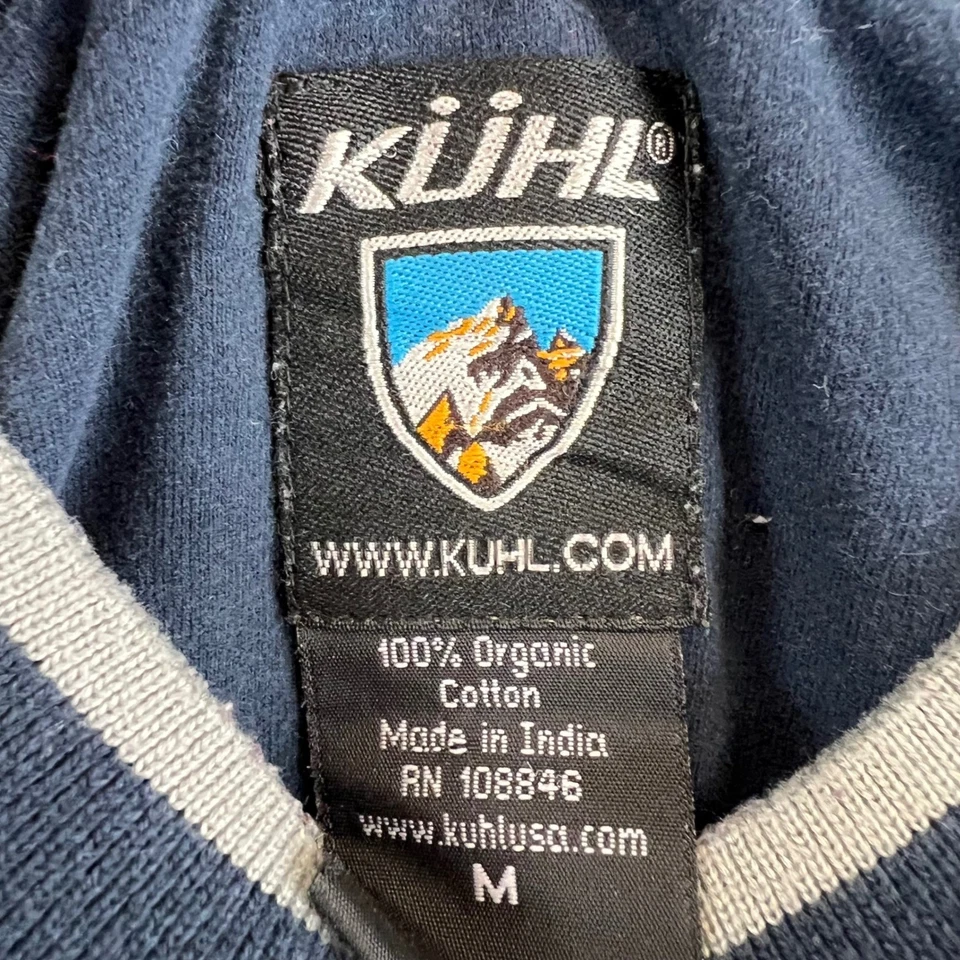 KÜHL®
WWW.KUHL.COM
100% Organic
Cotton
Made in India
RN 108846
www.kuhlusa.com
M